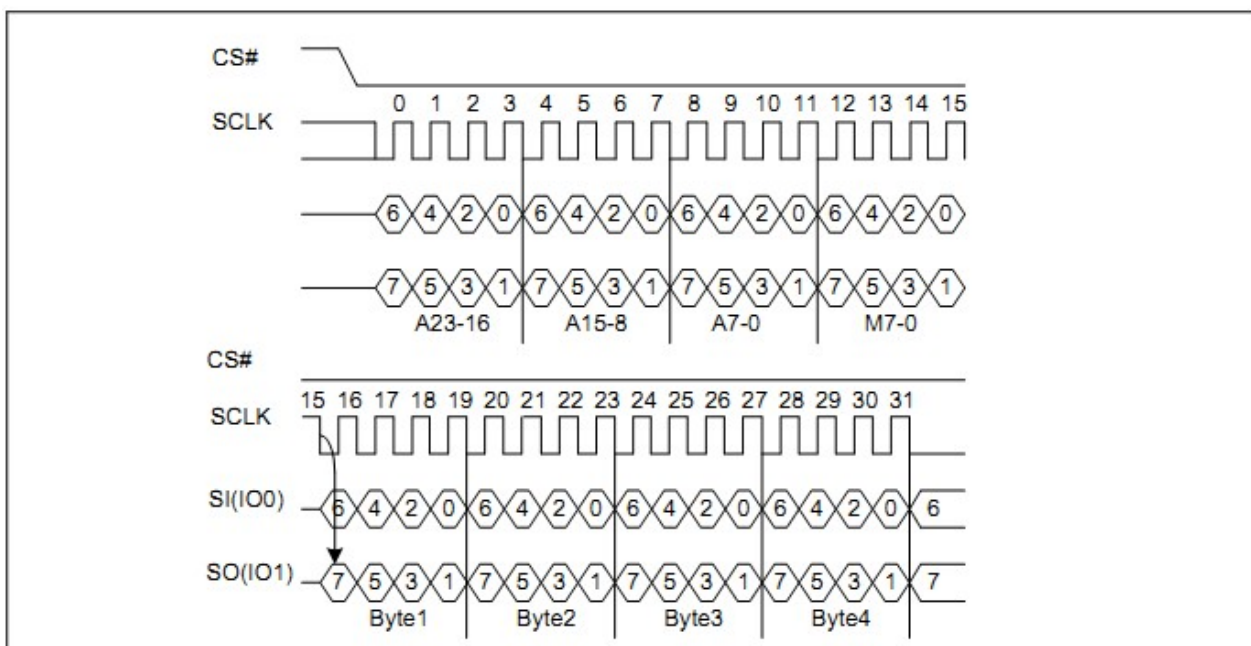 CS#
0 1 2 3 4 5 6 7 8 9 10 11 12 13 14 15
SCLK
6 4 2 0 6 4 2 0 6 4 2 0 6 4 2 0
7 5 3 1 7 5 3 1 7 5 3 1 7 5 3 1
A23-16 A15-8 A7-0 M7-0
CS#
15 16 17 18 19 20 21 22 23 24 25 26 27 28 29 30 31
SCLK
SI(IO0) 6 4 2 0 6 4 2 0 6 4 2 0 6 4 2 0 6
SO(IO1) 7 5 3 1 7 5 3 1 7 5 3 1 7 5 3 1 7
Byte1 Byte2 Byte3 Byte4